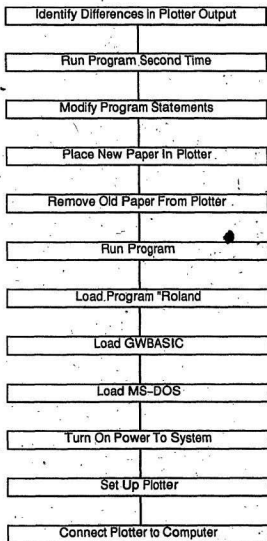 Identify Differences in Plotter Output
Run Program Second Time
Modify Program Statements
Place New Paper In Plotter
Remove Old Paper From Plotter
Run Program
Load Program "Roland
Load GWBASIC
Load MS-DOS
Turn On Power To System
Set Up Plotter
Connect Plotter to Computer